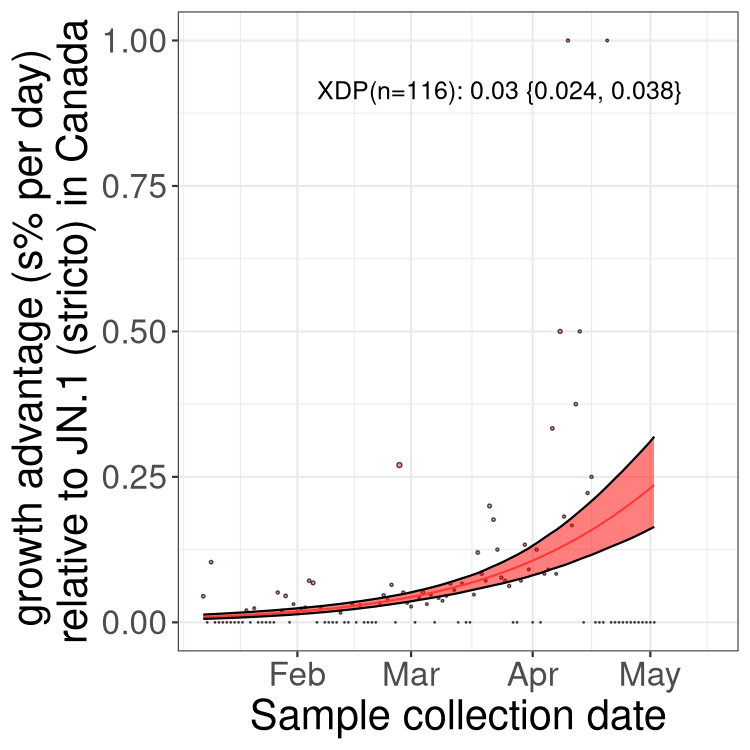 growth advantage (s% per day)
relative to JN.1 (stricto) in Canada
1.00
0.75
0.50
0.25
0.00
XDP(n=116): 0.03 {0.024, 0.038}
Feb Mar Apr May
Sample collection date